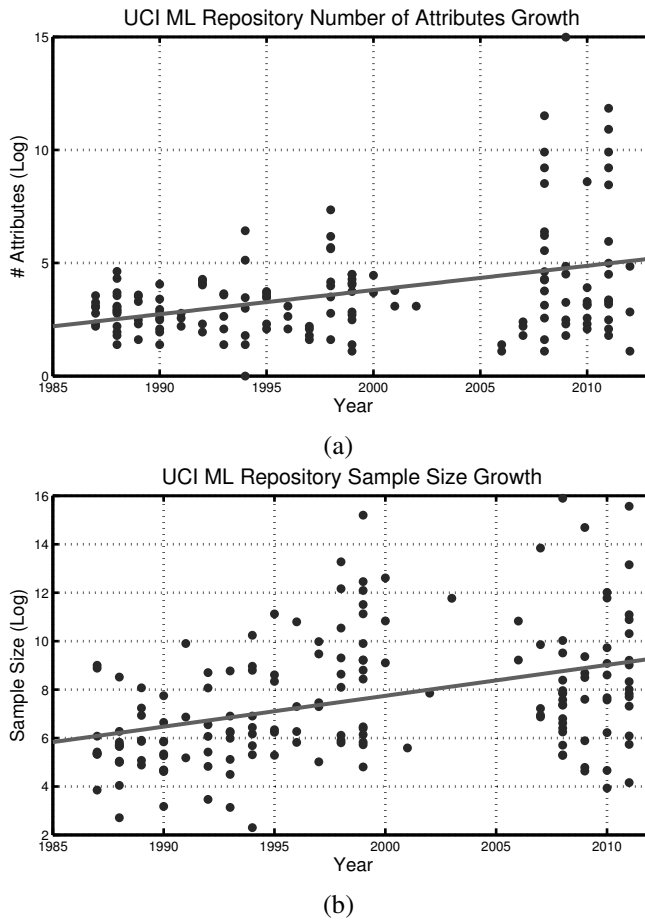 UCI ML Repository Number of Attributes Growth
15
10
5
0
# Attributes (Log)
1985 1990 1995 2000 2005 2010
Year
(a)
UCI ML Repository Sample Size Growth
16
14
12
10
8
6
4
2
Sample Size (Log)
1985 1990 1995 2000 2005 2010
Year
(b)